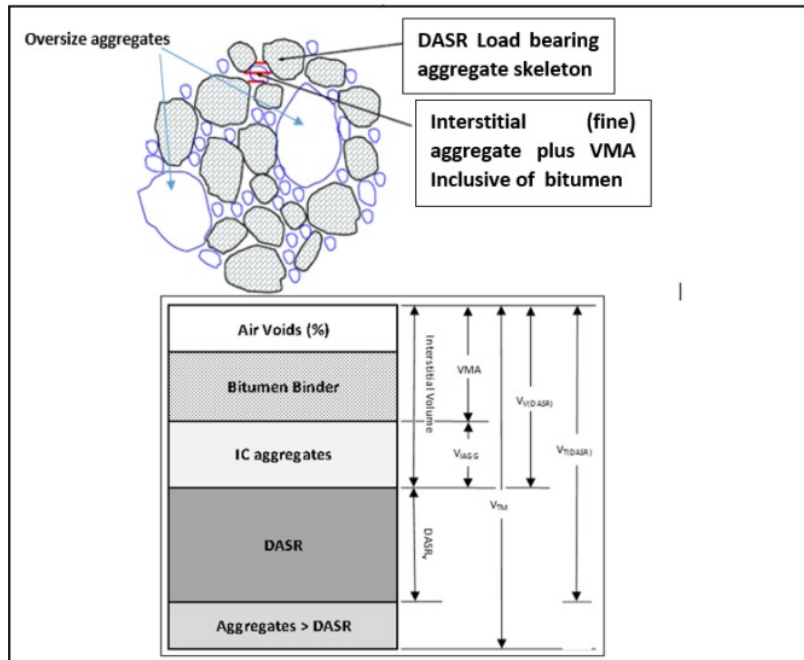 Oversize aggregates
DASR Load bearing
aggregate skeleton
Interstitial (fine)
aggregate plus VMA
Inclusive of bitumen
Air Voids (%)
Bitumen Binder
IC aggregates
DASR
Aggregates > DASR
Interstitial Volume
VMA
VIAGG
DASRv
VTM
VV(DASR)
VT(DASR)